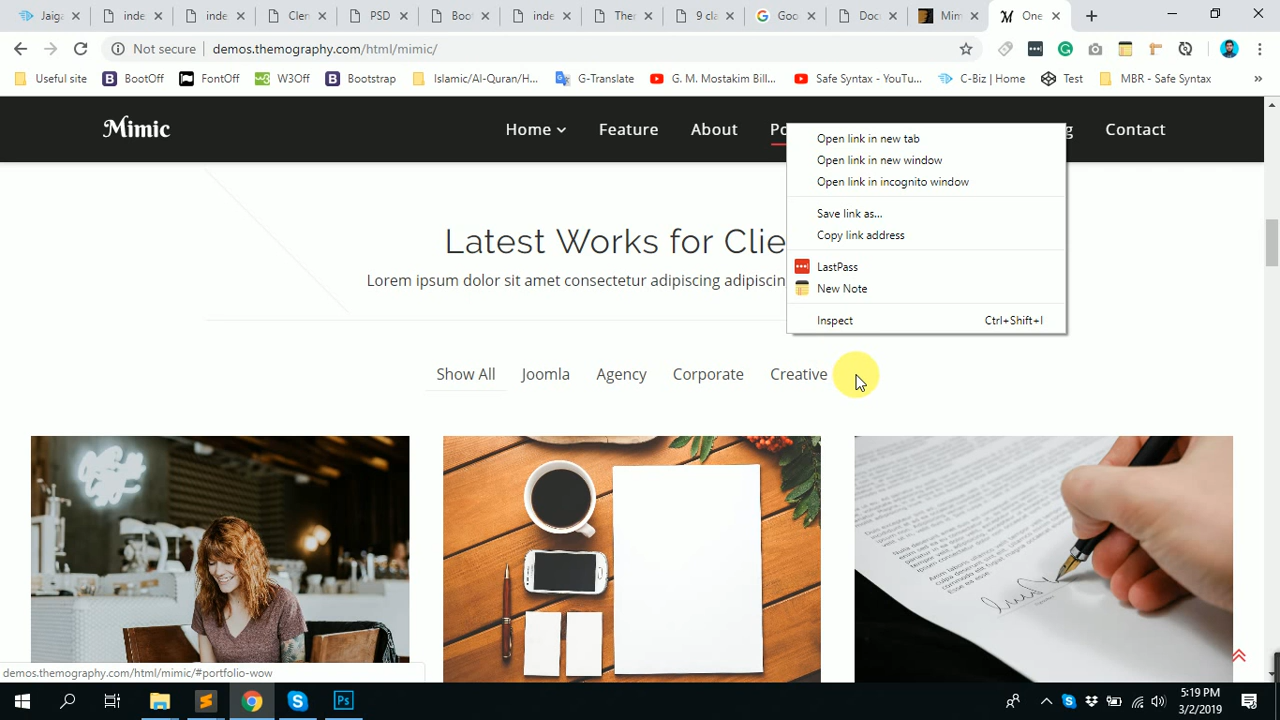 Jaiga
inde
inde
Clen
PSD
Boo
inde
Ther
9 cla
Goo
Doc
Mim
One
Not secure
demos.themography.com/html/mimic/
Useful site
BootOff
FontOff
W3Off
Bootstrap
Islamic/Al-Quran/H...
G-Translate
G. M. Mostakim Bill...
Safe Syntax - YouTu...
C-Biz | Home
Test
MBR - Safe Syntax
Mimic
Home
Feature
About
Po
g
Contact
Open link in new tab
Open link in new window
Open link in incognito window
Save link as...
Copy link address
LastPass
New Note
Inspect Ctrl+Shift+I
Latest Works for Clie
Lorem ipsum dolor sit amet consectetur adipiscing adipiscin
Show All
Joomla
Agency
Corporate
Creative
demos.themography.com/html/mimic/#portfolio-wow
5:19 PM
3/2/2019